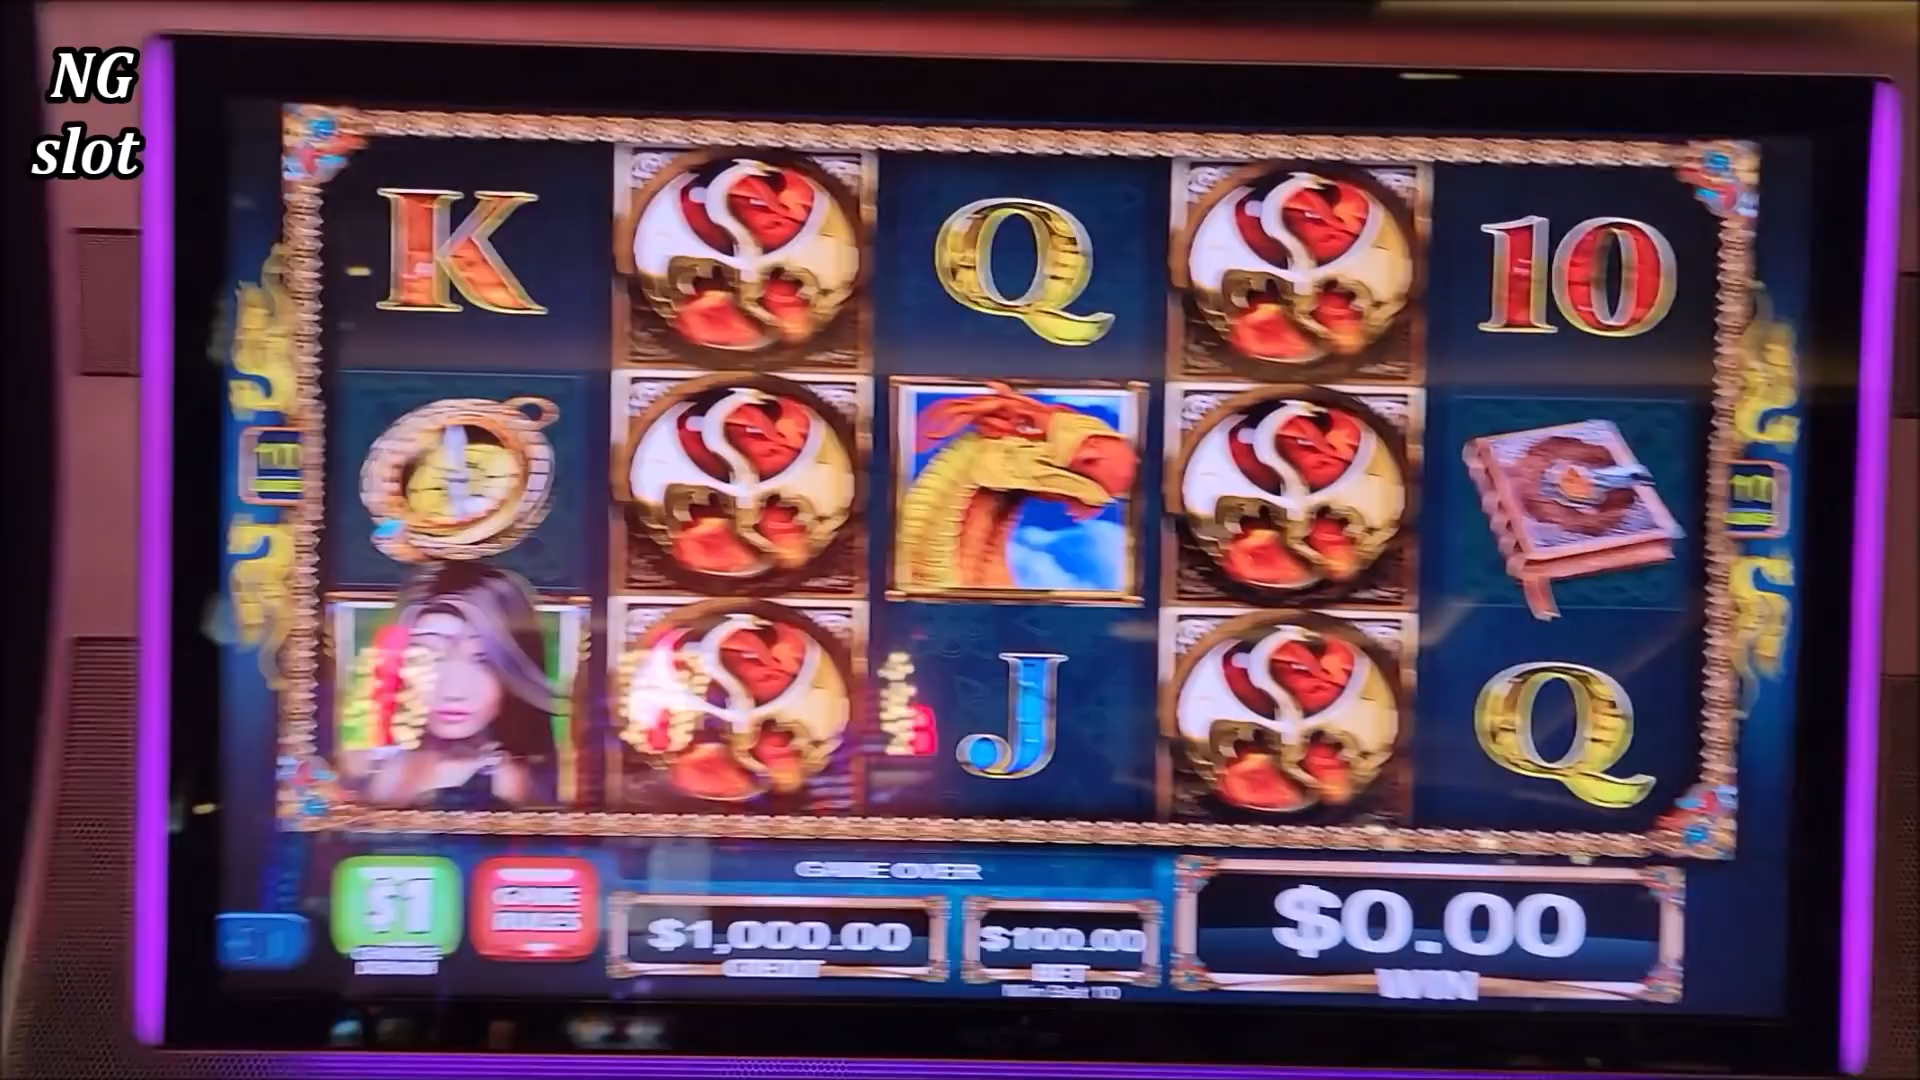 NG
slot
K
Q
10
J
Q
GAME OVER
$1
GAME
RULES
$1,000.00
CREDIT
$100.00
BET
$0.00
WIN